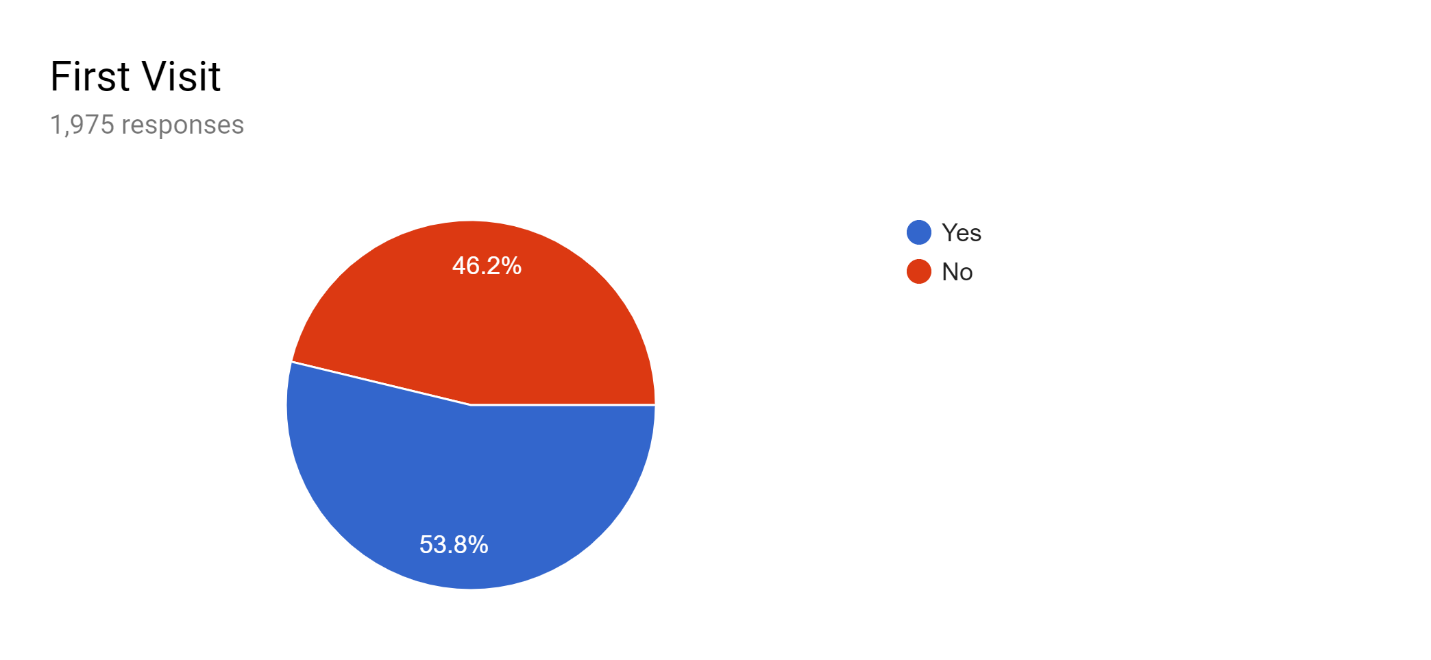 First Visit
1,975 responses
46.2%
53.8%
Yes
No